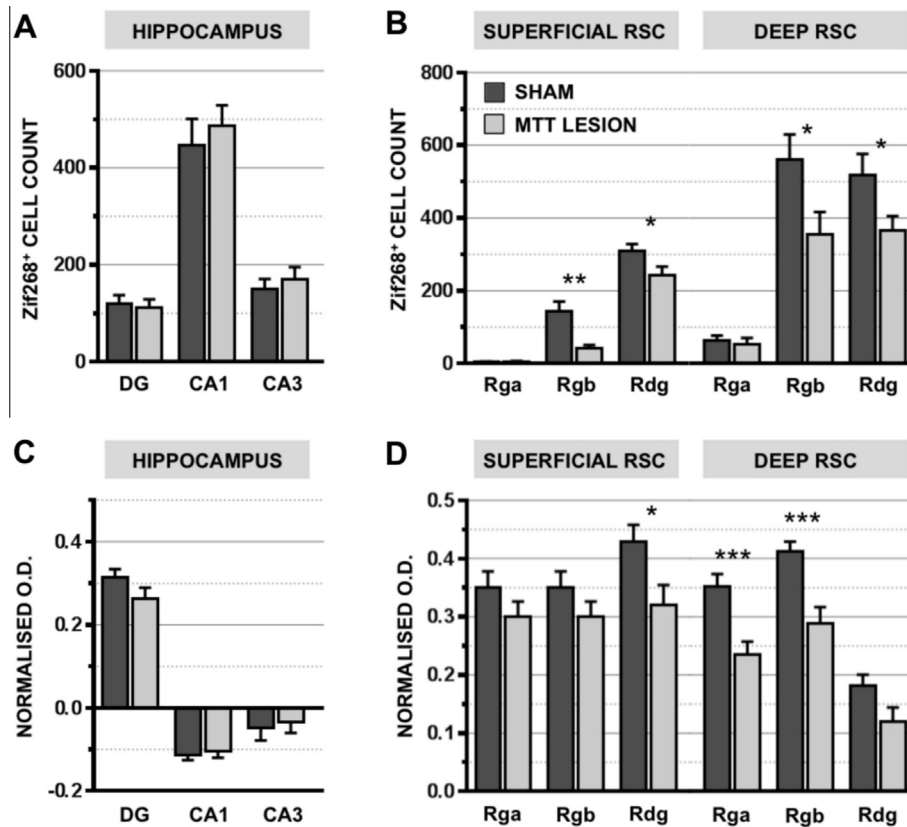 A
HIPPOCAMPUS
Zif268⁺ CELL COUNT
600
400
200
0
DG CA1 CA3
B
SUPERFICIAL RSC DEEP RSC
Zif268⁺ CELL COUNT
800
600
400
200
0
SHAM
MTT LESION
** * * *
Rga Rgb Rdg Rga Rgb Rdg
C
HIPPOCAMPUS
NORMALISED O.D.
0.4
0.2
0.0
-0.2
DG CA1 CA3
D
SUPERFICIAL RSC DEEP RSC
NORMALISED O.D.
0.5
0.4
0.3
0.2
0.1
0.0
* *** ***
Rga Rgb Rdg Rga Rgb Rdg